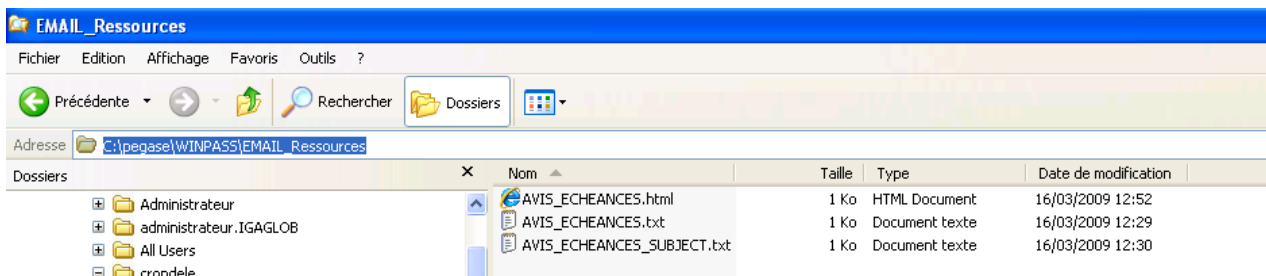 EMAIL_Ressources
Fichier Edition Affichage Favoris Outils ?
Précédente Rechercher Dossiers
Adresse C:\pegase\WINPASS\EMAIL_Ressources
Dossiers X Nom Taille Type Date de modification
Administrateur AVIS_ECHEANCES.html 1 Ko HTML Document 16/03/2009 12:52
administrateur.IGAGLOB AVIS_ECHEANCES.txt 1 Ko Document texte 16/03/2009 12:29
All Users AVIS_ECHEANCES_SUBJECT.txt 1 Ko Document texte 16/03/2009 12:30
crondele